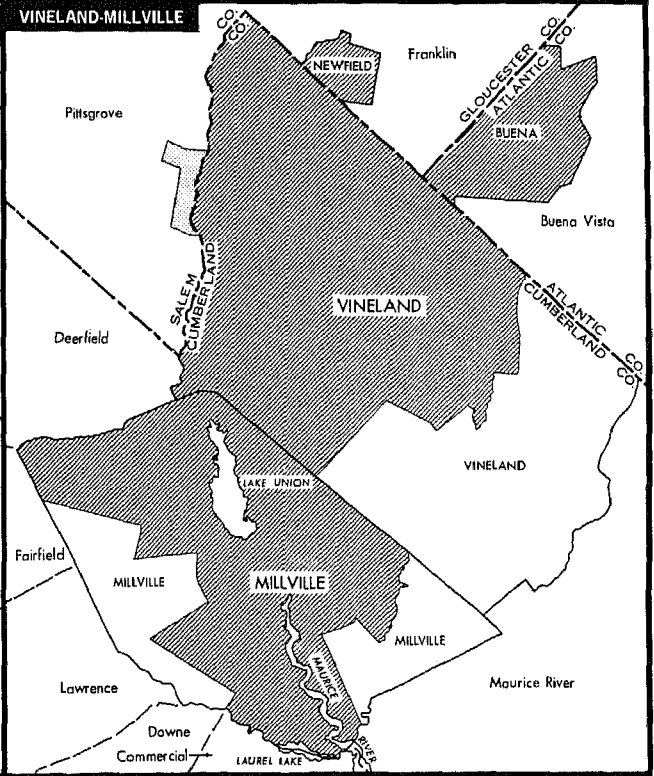 VINELAND-MILLVILLE
CO.
CO.
NEWFIELD
Franklin
GLOUCESTER CO.
ATLANTIC CO.
Pittsgrove
BUENA
Buena Vista
SALEM
CUMBERLAND
VINELAND
ATLANTIC CO.
CUMBERLAND CO.
Deerfield
VINELAND
LAKE UNION
Fairfield
MILLVILLE
MILLVILLE
MILLVILLE
Lawrence
MAURICE RIVER
Maurice River
Downe
Commercial
LAUREL LAKE